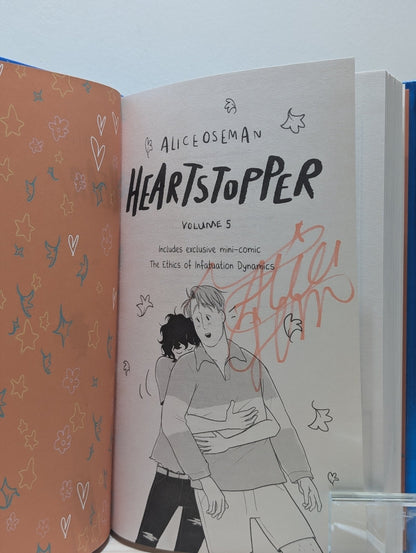 ALICE OSEMAN
HEARTSTOPPER
VOLUME 5
Includes exclusive mini-comic
The Ethics of Infatuation Dynamics